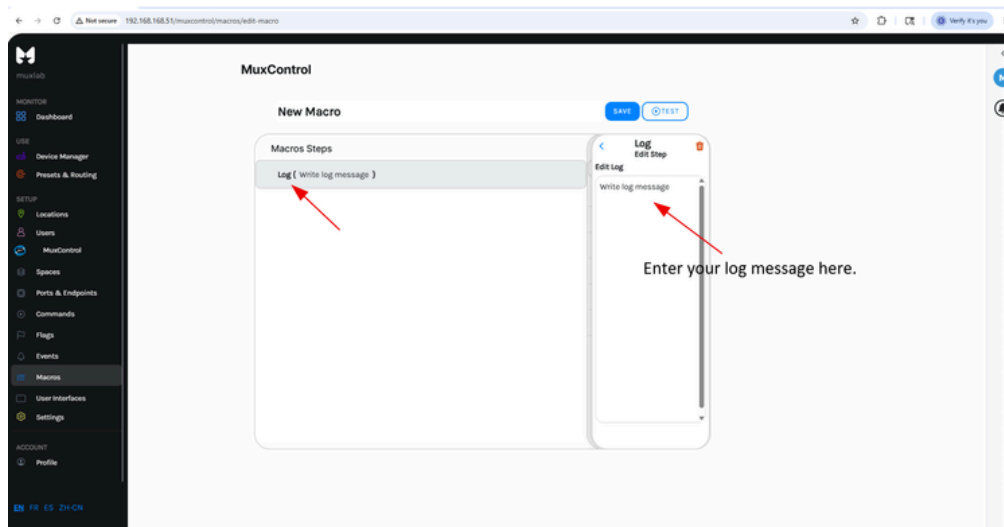 Not secure 192.168.168.51/muxcontrol/macros/edit-macro
Verify it's you
muxlab
MONITOR
Dashboard
USE
Device Manager
Presets & Routing
SETUP
Locations
Users
MuxControl
Spaces
Ports & Endpoints
Commands
Flags
Events
Macros
User Interfaces
Settings
ACCOUNT
Profile
EN FR ES ZH-CN
MuxControl
New Macro
SAVE
TEST
Macros Steps
Log ( Write log message )
Log
Edit Step
Edit Log
Write log message
Enter your log message here.